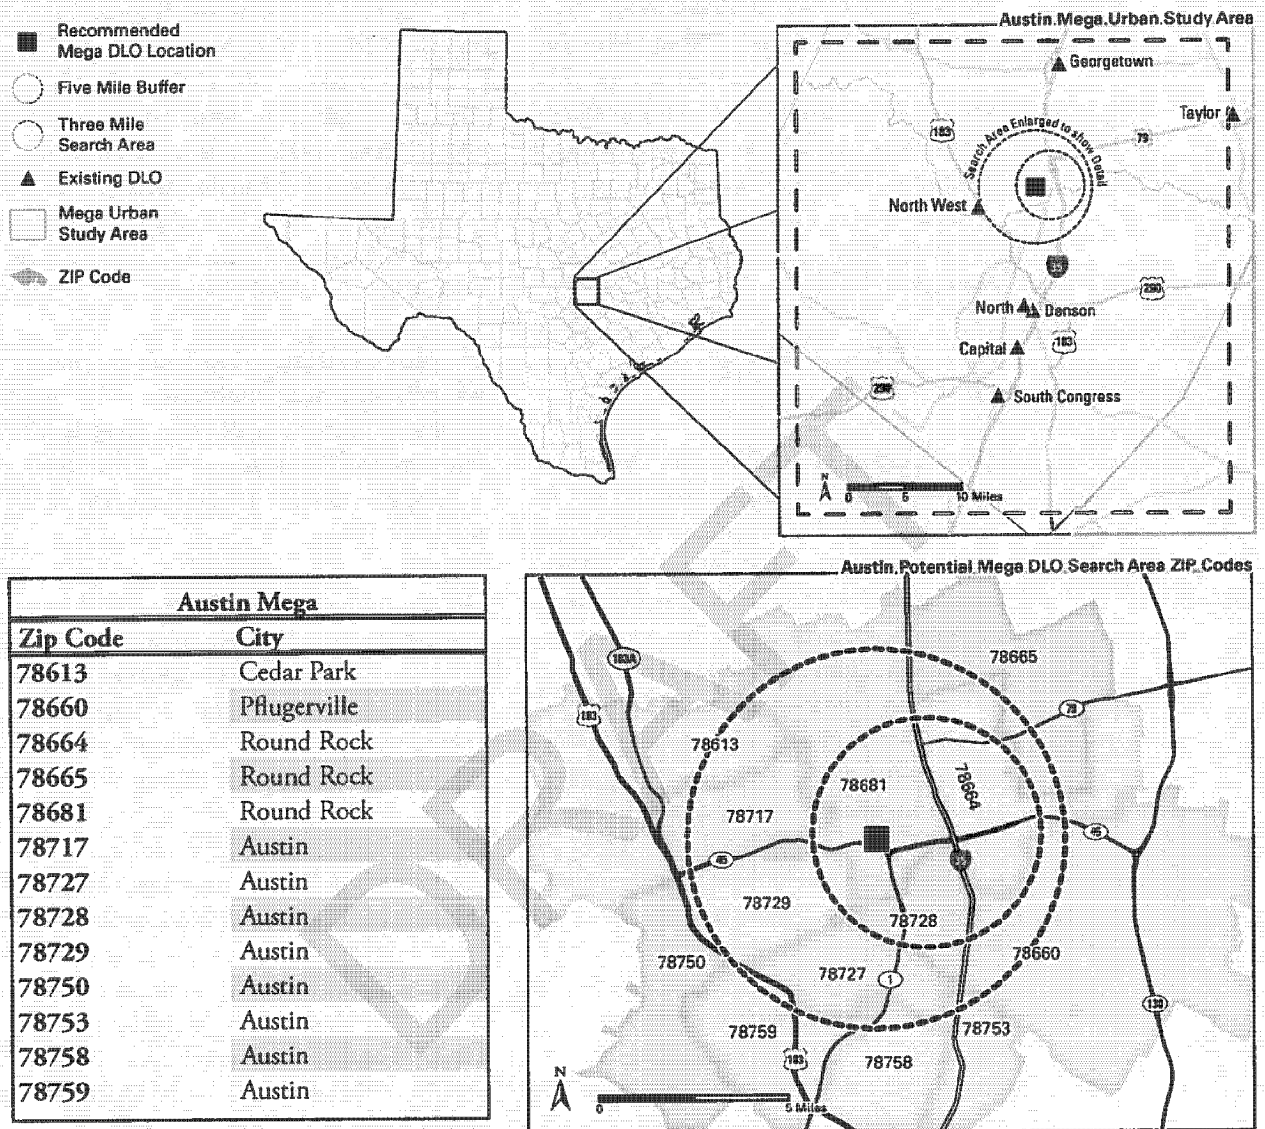 Recommended
Mega DLO Location
Five Mile Buffer
Three Mile
Search Area
Existing DLO
Mega Urban
Study Area
ZIP Code
Austin Mega Urban Study Area
Georgetown
Taylor
183
79
Search Area Enlarged to show Detail
North West
35
290
North
Denson
Capital
183
290
South Congress
N
0 5 10 Miles
Austin Mega
Zip Code City
78613 Cedar Park
78660 Pflugerville
78664 Round Rock
78665 Round Rock
78681 Round Rock
78717 Austin
78727 Austin
78728 Austin
78729 Austin
78750 Austin
78753 Austin
78758 Austin
78759 Austin
Austin Potential Mega DLO Search Area ZIP Codes
183A
78665
183
79
78613
78681
78664
78717
45
45
78729
78728
78750
78727
78660
1
130
78759
78753
183
78758
N
0 5 Miles
DRAFT